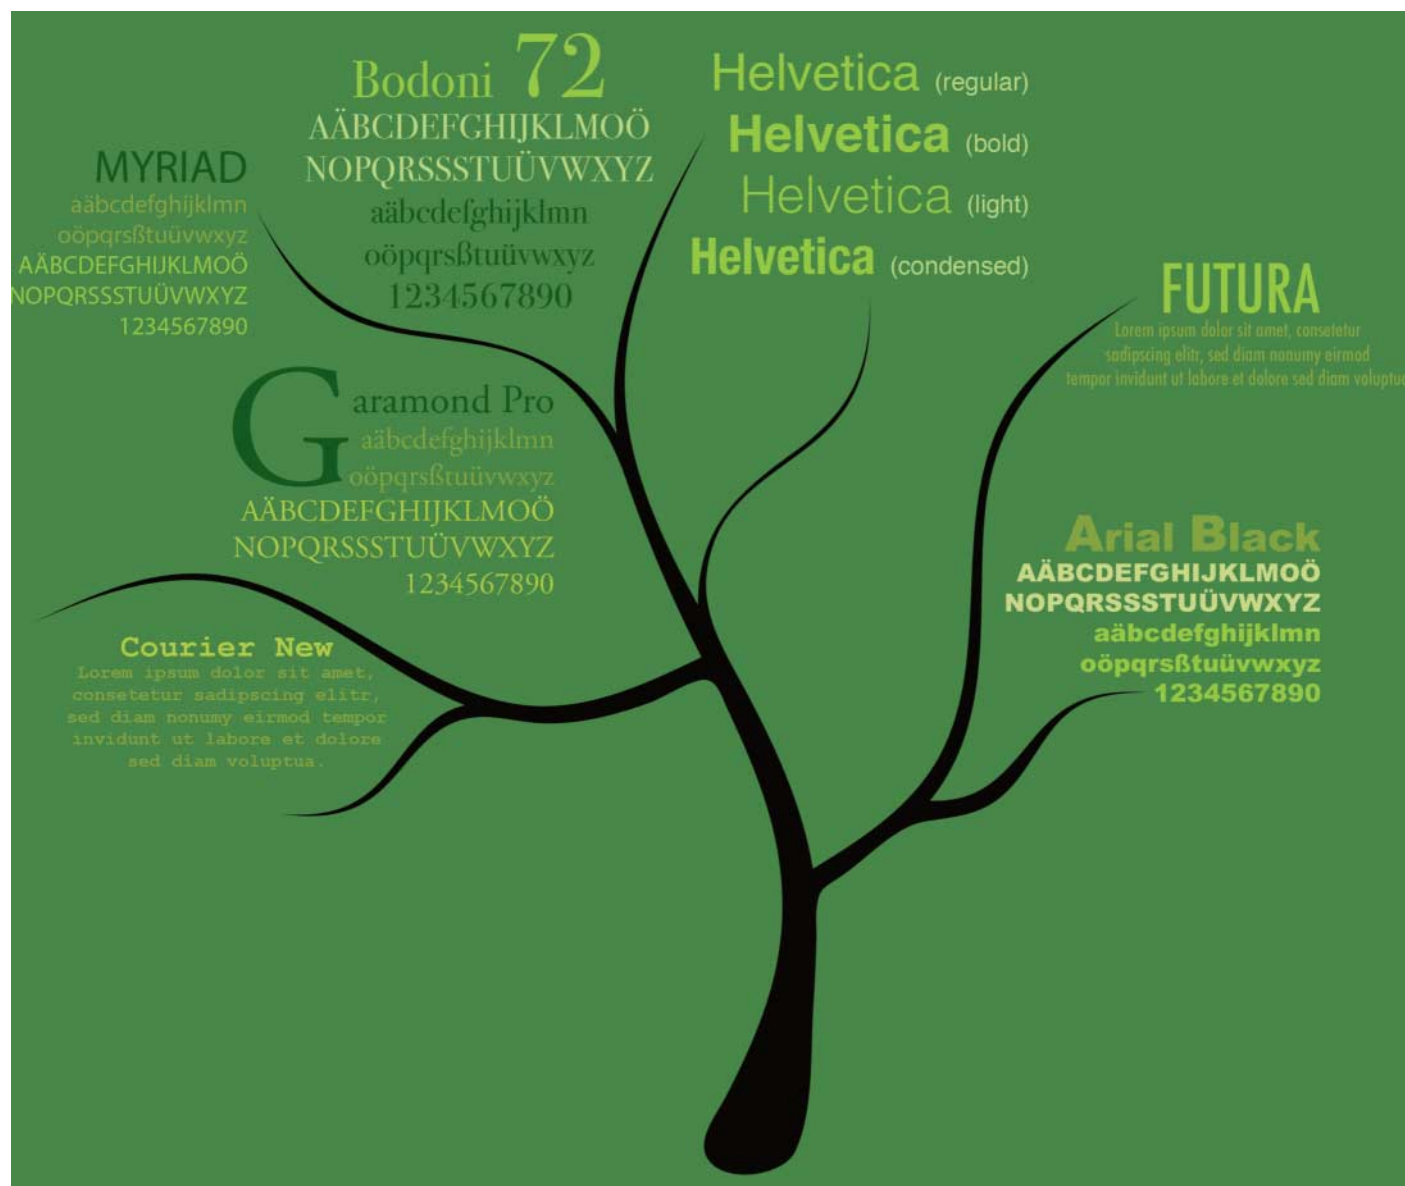 Bodoni 72
AÄBCDEFGHIJKLMOÖ
NOPQRSSSTUÜVWXYZ
aäbcdefghijklmn
oöpqrsßtuüvwxyz
1234567890
Helvetica (regular)
Helvetica (bold)
Helvetica (light)
Helvetica (condensed)
MYRIAD
aäbcdefghijklmn
oöpqrsßtuüvwxyz
AÄBCDEFGHIJKLMOÖ
NOPQRSSSTUÜVWXYZ
1234567890
FUTURA
Lorem ipsum dolor sit amet, consetetur
sadipscing elitr, sed diam nonumy eirmod
tempor invidunt ut labore et dolore sed diam voluptua
Garamond Pro
aäbcdefghijklmn
oöpqrsßtuüvwxyz
AÄBCDEFGHIJKLMOÖ
NOPQRSSSTUÜVWXYZ
1234567890
Arial Black
AÄBCDEFGHIJKLMOÖ
NOPQRSSSTUÜVWXYZ
aäbcdefghijklmn
oöpqrsßtuüvwxyz
1234567890
Courier New
Lorem ipsum dolor sit amet,
consetetur sadipscing elitr,
sed diam nonumy eirmod tempor
invidunt ut labore et dolore
sed diam voluptua.